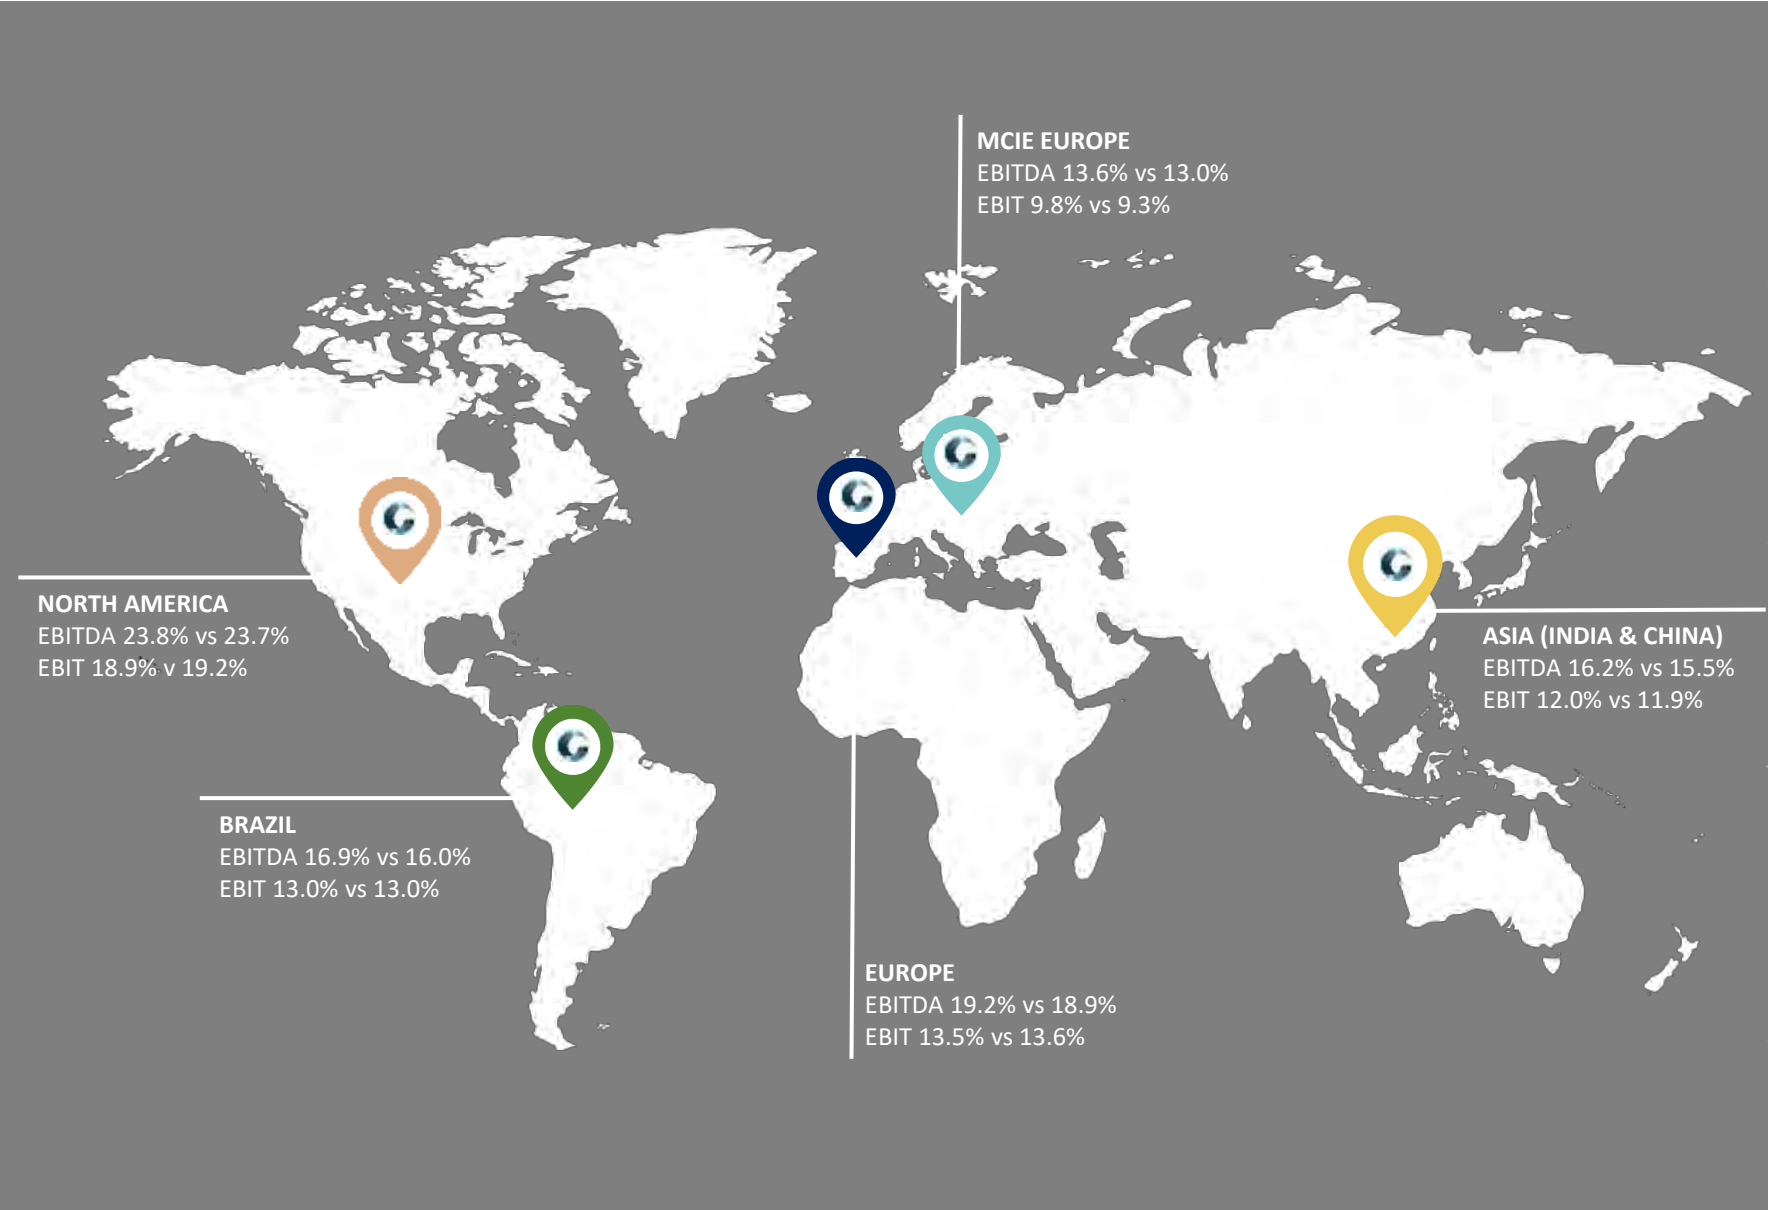 MCIE EUROPE
EBITDA 13.6% vs 13.0%
EBIT 9.8% vs 9.3%
NORTH AMERICA
EBITDA 23.8% vs 23.7%
EBIT 18.9% v 19.2%
ASIA (INDIA & CHINA)
EBITDA 16.2% vs 15.5%
EBIT 12.0% vs 11.9%
BRAZIL
EBITDA 16.9% vs 16.0%
EBIT 13.0% vs 13.0%
EUROPE
EBITDA 19.2% vs 18.9%
EBIT 13.5% vs 13.6%